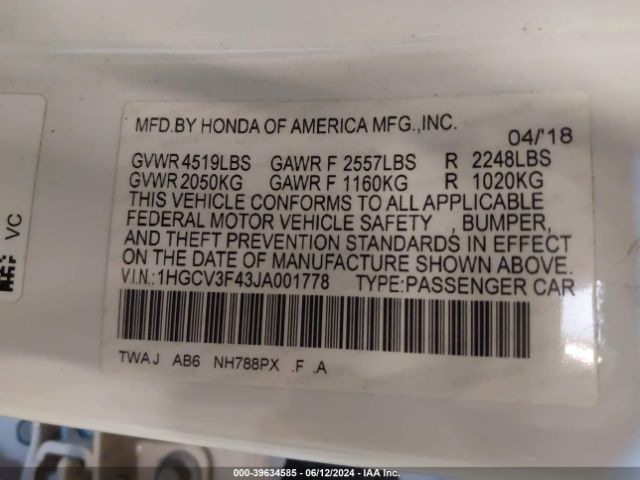 MFD.BY HONDA OF AMERICA MFG.,INC.
04/'18
GVWR 4519LBS GAWR F 2557LBS R 2248LBS
GVWR 2050KG GAWR F 1160KG R 1020KG
THIS VEHICLE CONFORMS TO ALL APPLICABLE
FEDERAL MOTOR VEHICLE SAFETY , BUMPER,
AND THEFT PREVENTION STANDARDS IN EFFECT
ON THE DATE OF MANUFACTURE SHOWN ABOVE.
V.I.N.:1HGCV3F43JA001778 TYPE:PASSENGER CAR
TWAJ AB6 NH788PX .F .A
VC
000-39634585 - 06/12/2024 - IAA Inc.